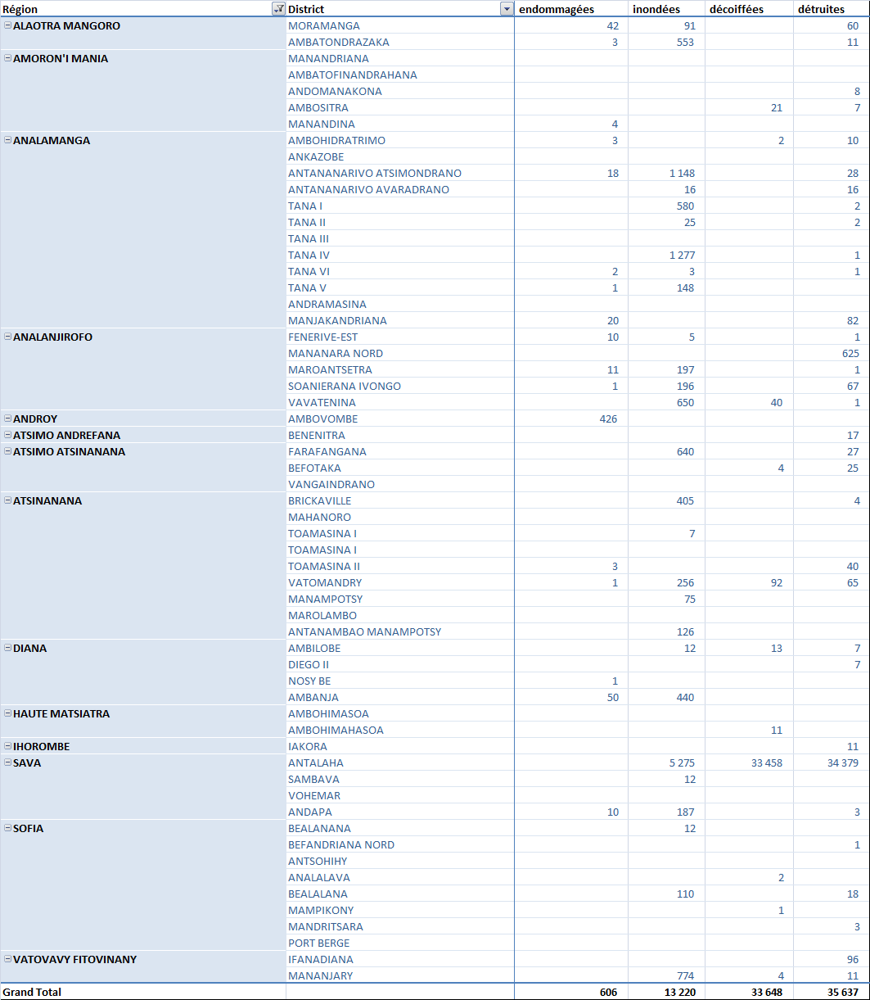 Région District endommagées inondées décoiffées détruites
ALAOTRA MANGORO MORAMANGA 42 91 60
AMBATONDRAZAKA 3 553 11
AMORON'I MANIA MANANDRIANA
AMBATOFINANDRAHANA
ANDOMANAKONA 8
AMBOSITRA 21 7
MANANDINA 4
ANALAMANGA AMBOHIDRATRIMO 3 2 10
ANKAZOBE
ANTANANARIVO ATSIMONDRANO 18 1 148 28
ANTANANARIVO AVARADRANO 16 16
TANA I 580 2
TANA II 25 2
TANA III
TANA IV 1 277 1
TANA VI 2 3 1
TANA V 1 148
ANDRAMASINA
MANJAKANDRIANA 20 82
ANALANJIROFO FENERIVE-EST 10 5 1
MANANARA NORD 625
MAROANTSETRA 11 197 1
SOANIERANA IVONGO 1 196 67
VAVATENINA 650 40 1
ANDROY AMBOVOMBE 426
ATSIMO ANDREFANA BENENITRA 17
ATSIMO ATSINANANA FARAFANGANA 640 27
BEFOTAKA 4 25
VANGAINDRANO
ATSINANANA BRICKAVILLE 405 4
MAHANORO
TOAMASINA I 7
TOAMASINA I
TOAMASINA II 3 40
VATOMANDRY 1 256 92 65
MANAMPOTSY 75
MAROLAMBO
ANTANAMBAO MANAMPOTSY 126
DIANA AMBILOBE 12 13 7
DIEGO II 7
NOSY BE 1
AMBANJA 50 440
HAUTE MATSIATRA AMBOHIMASOA
AMBOHIMAHASOA 11
IHOROMBE IAKORA 11
SAVA ANTALAHA 5 275 33 458 34 379
SAMBAVA 12
VOHEMAR
ANDAPA 10 187 3
SOFIA BEALANANA 12
BEFANDRIANA NORD 1
ANTSOHIHY
ANALALAVA 2
BEALALANA 110 18
MAMPIKONY 1
MANDRITSARA 3
PORT BERGE
VATOVAVY FITOVINANY IFANADIANA 96
MANANJARY 774 4 11
Grand Total 606 13 220 33 648 35 637